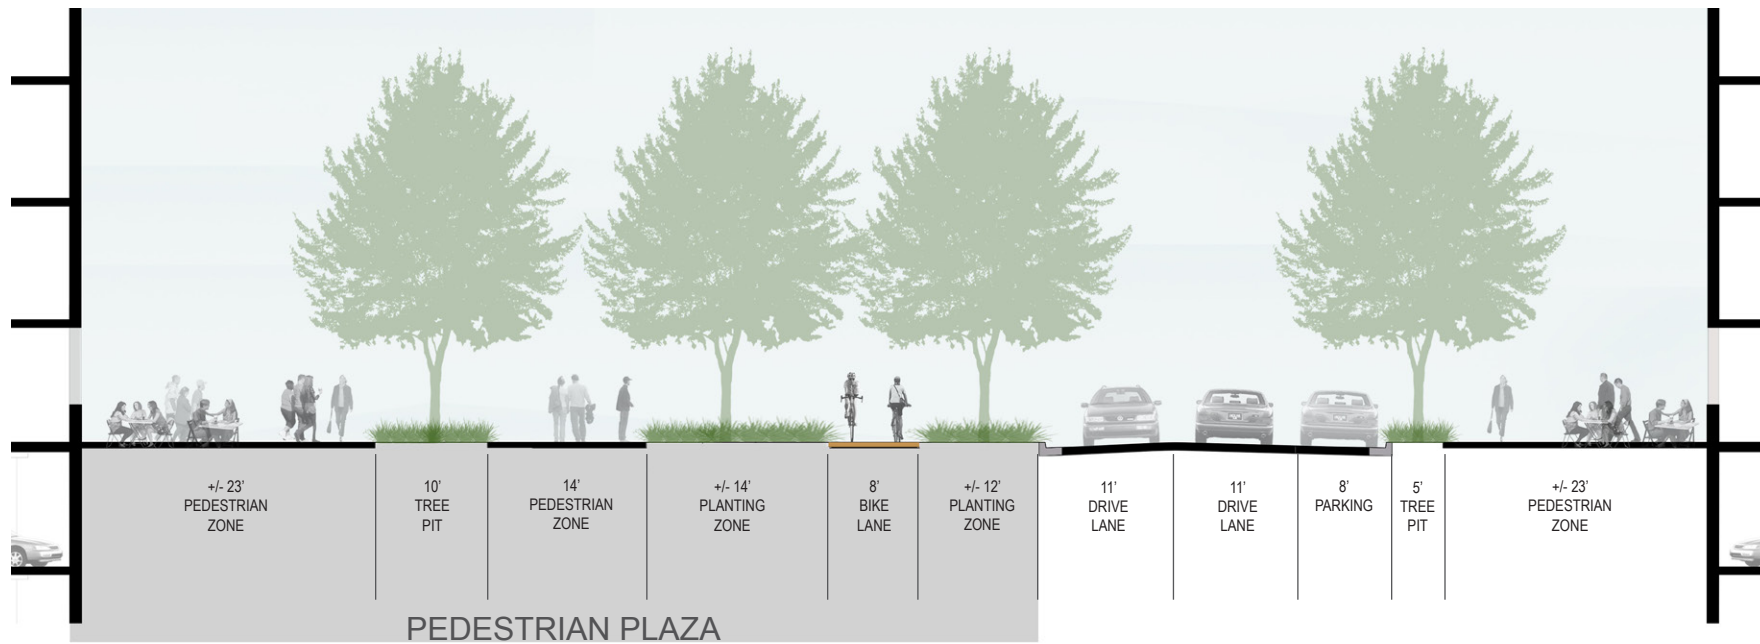 +/- 23’
PEDESTRIAN
ZONE
10’
TREE
PIT
14’
PEDESTRIAN
ZONE
+/- 14’
PLANTING
ZONE
8’
BIKE
LANE
+/- 12’
PLANTING
ZONE
11’
DRIVE
LANE
11’
DRIVE
LANE
8’
PARKING
5’
TREE
PIT
+/- 23’
PEDESTRIAN
ZONE
PEDESTRIAN PLAZA